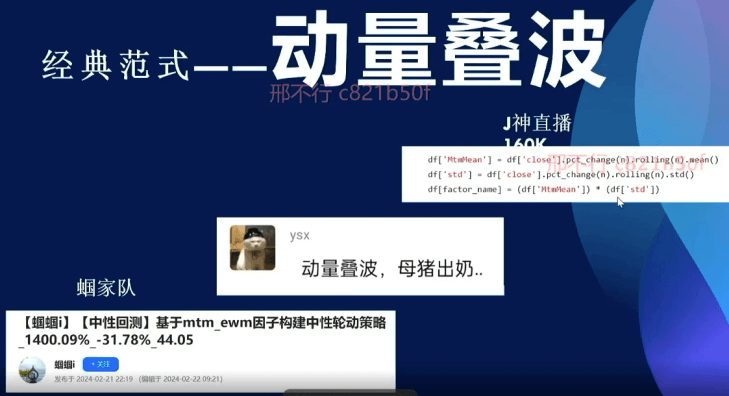 经典范式——动量叠波
邢不行 c821b50f
J神直播
160K
邢不行 c821b50f
df['MtmMean'] = df['close'].pct_change(n).rolling(n).mean()
df['std'] = df['close'].pct_change(n).rolling(n).std()
df[factor_name] = (df['MtmMean']) * (df['std'])
ysx
动量叠波，母猪出奶..
蝈家队
【蝈蝈i】【中性回测】基于mtm_ewm因子构建中性轮动策略
_1400.09%_-31.78%_44.05
蝈蝈i
+关注
发布于 2024-02-21 22:19 （编辑于 2024-02-22 09:21）